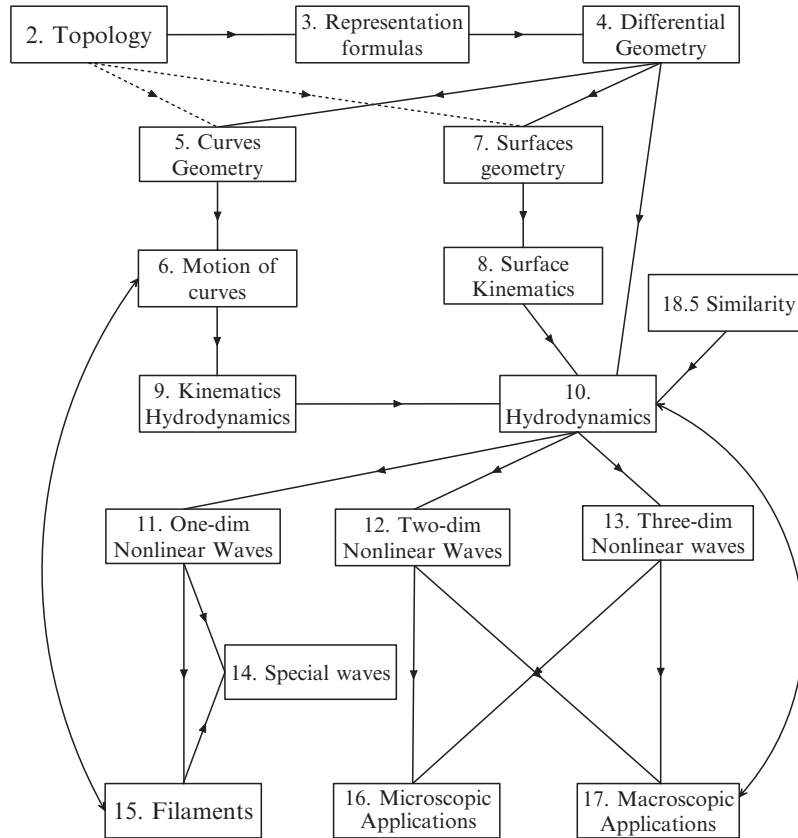 2. Topology
3. Representation
formulas
4. Differential
Geometry
5. Curves
Geometry
7. Surfaces
geometry
6. Motion of
curves
8. Surface
Kinematics
18.5 Similarity
9. Kinematics
Hydrodynamics
10.
Hydrodynamics
11. One-dim
Nonlinear Waves
12. Two-dim
Nonlinear Waves
13. Three-dim
Nonlinear waves
14. Special waves
15. Filaments
16. Microscopic
Applications
17. Macroscopic
Applications